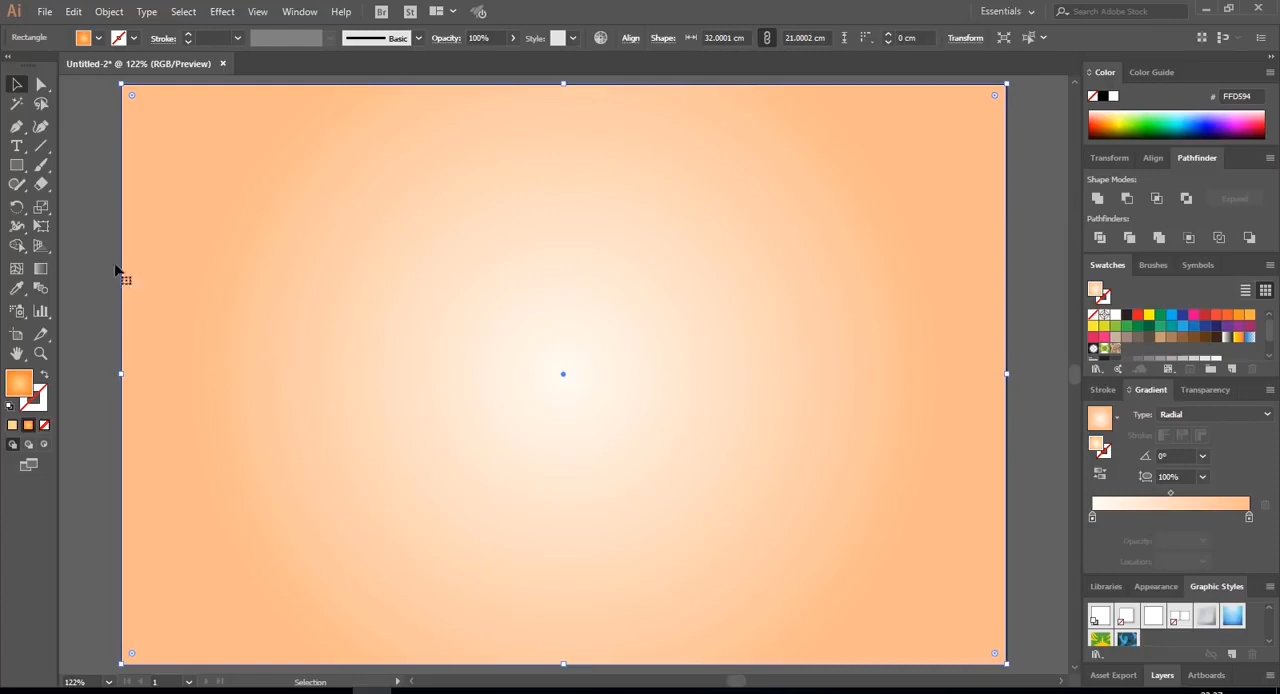 Ai File Edit Object Type Select Effect View Window Help Br St Essentials Search Adobe Stock
Rectangle Stroke: Basic Opacity: 100% Style: Align Shape: 32.0001 cm 21.0002 cm 0 cm Transform
Untitled-2* @ 122% (RGB/Preview)
Color Color Guide
# FFD594
Transform Align Pathfinder
Shape Modes:
Expand
Pathfinders:
Swatches Brushes Symbols
Stroke Gradient Transparency
Type: Radial
Stroke:
0°
100%
Opacity:
Location:
Libraries Appearance Graphic Styles
Asset Export Layers Artboards
122% 1 Selection